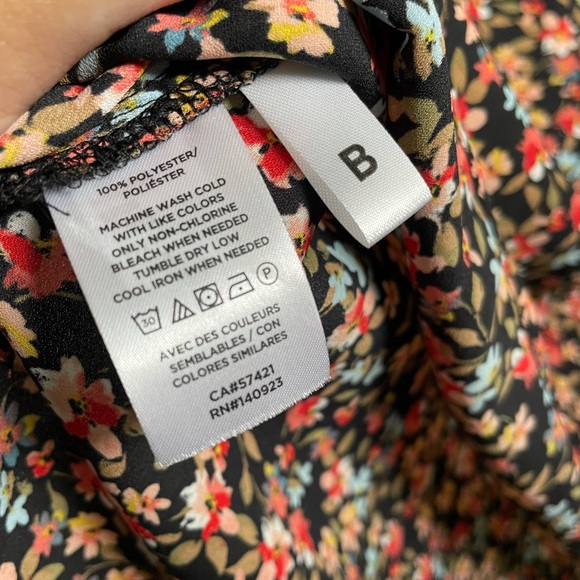 100% POLYESTER/
POLIÉSTER
MACHINE WASH COLD
WITH LIKE COLORS
ONLY NON-CHLORINE
BLEACH WHEN NEEDED
TUMBLE DRY LOW
COOL IRON WHEN NEEDED
30 P
AVEC DES COULEURS
SEMBLABLES / CON
COLORES SIMILARES
CA#57421
RN#140923
B